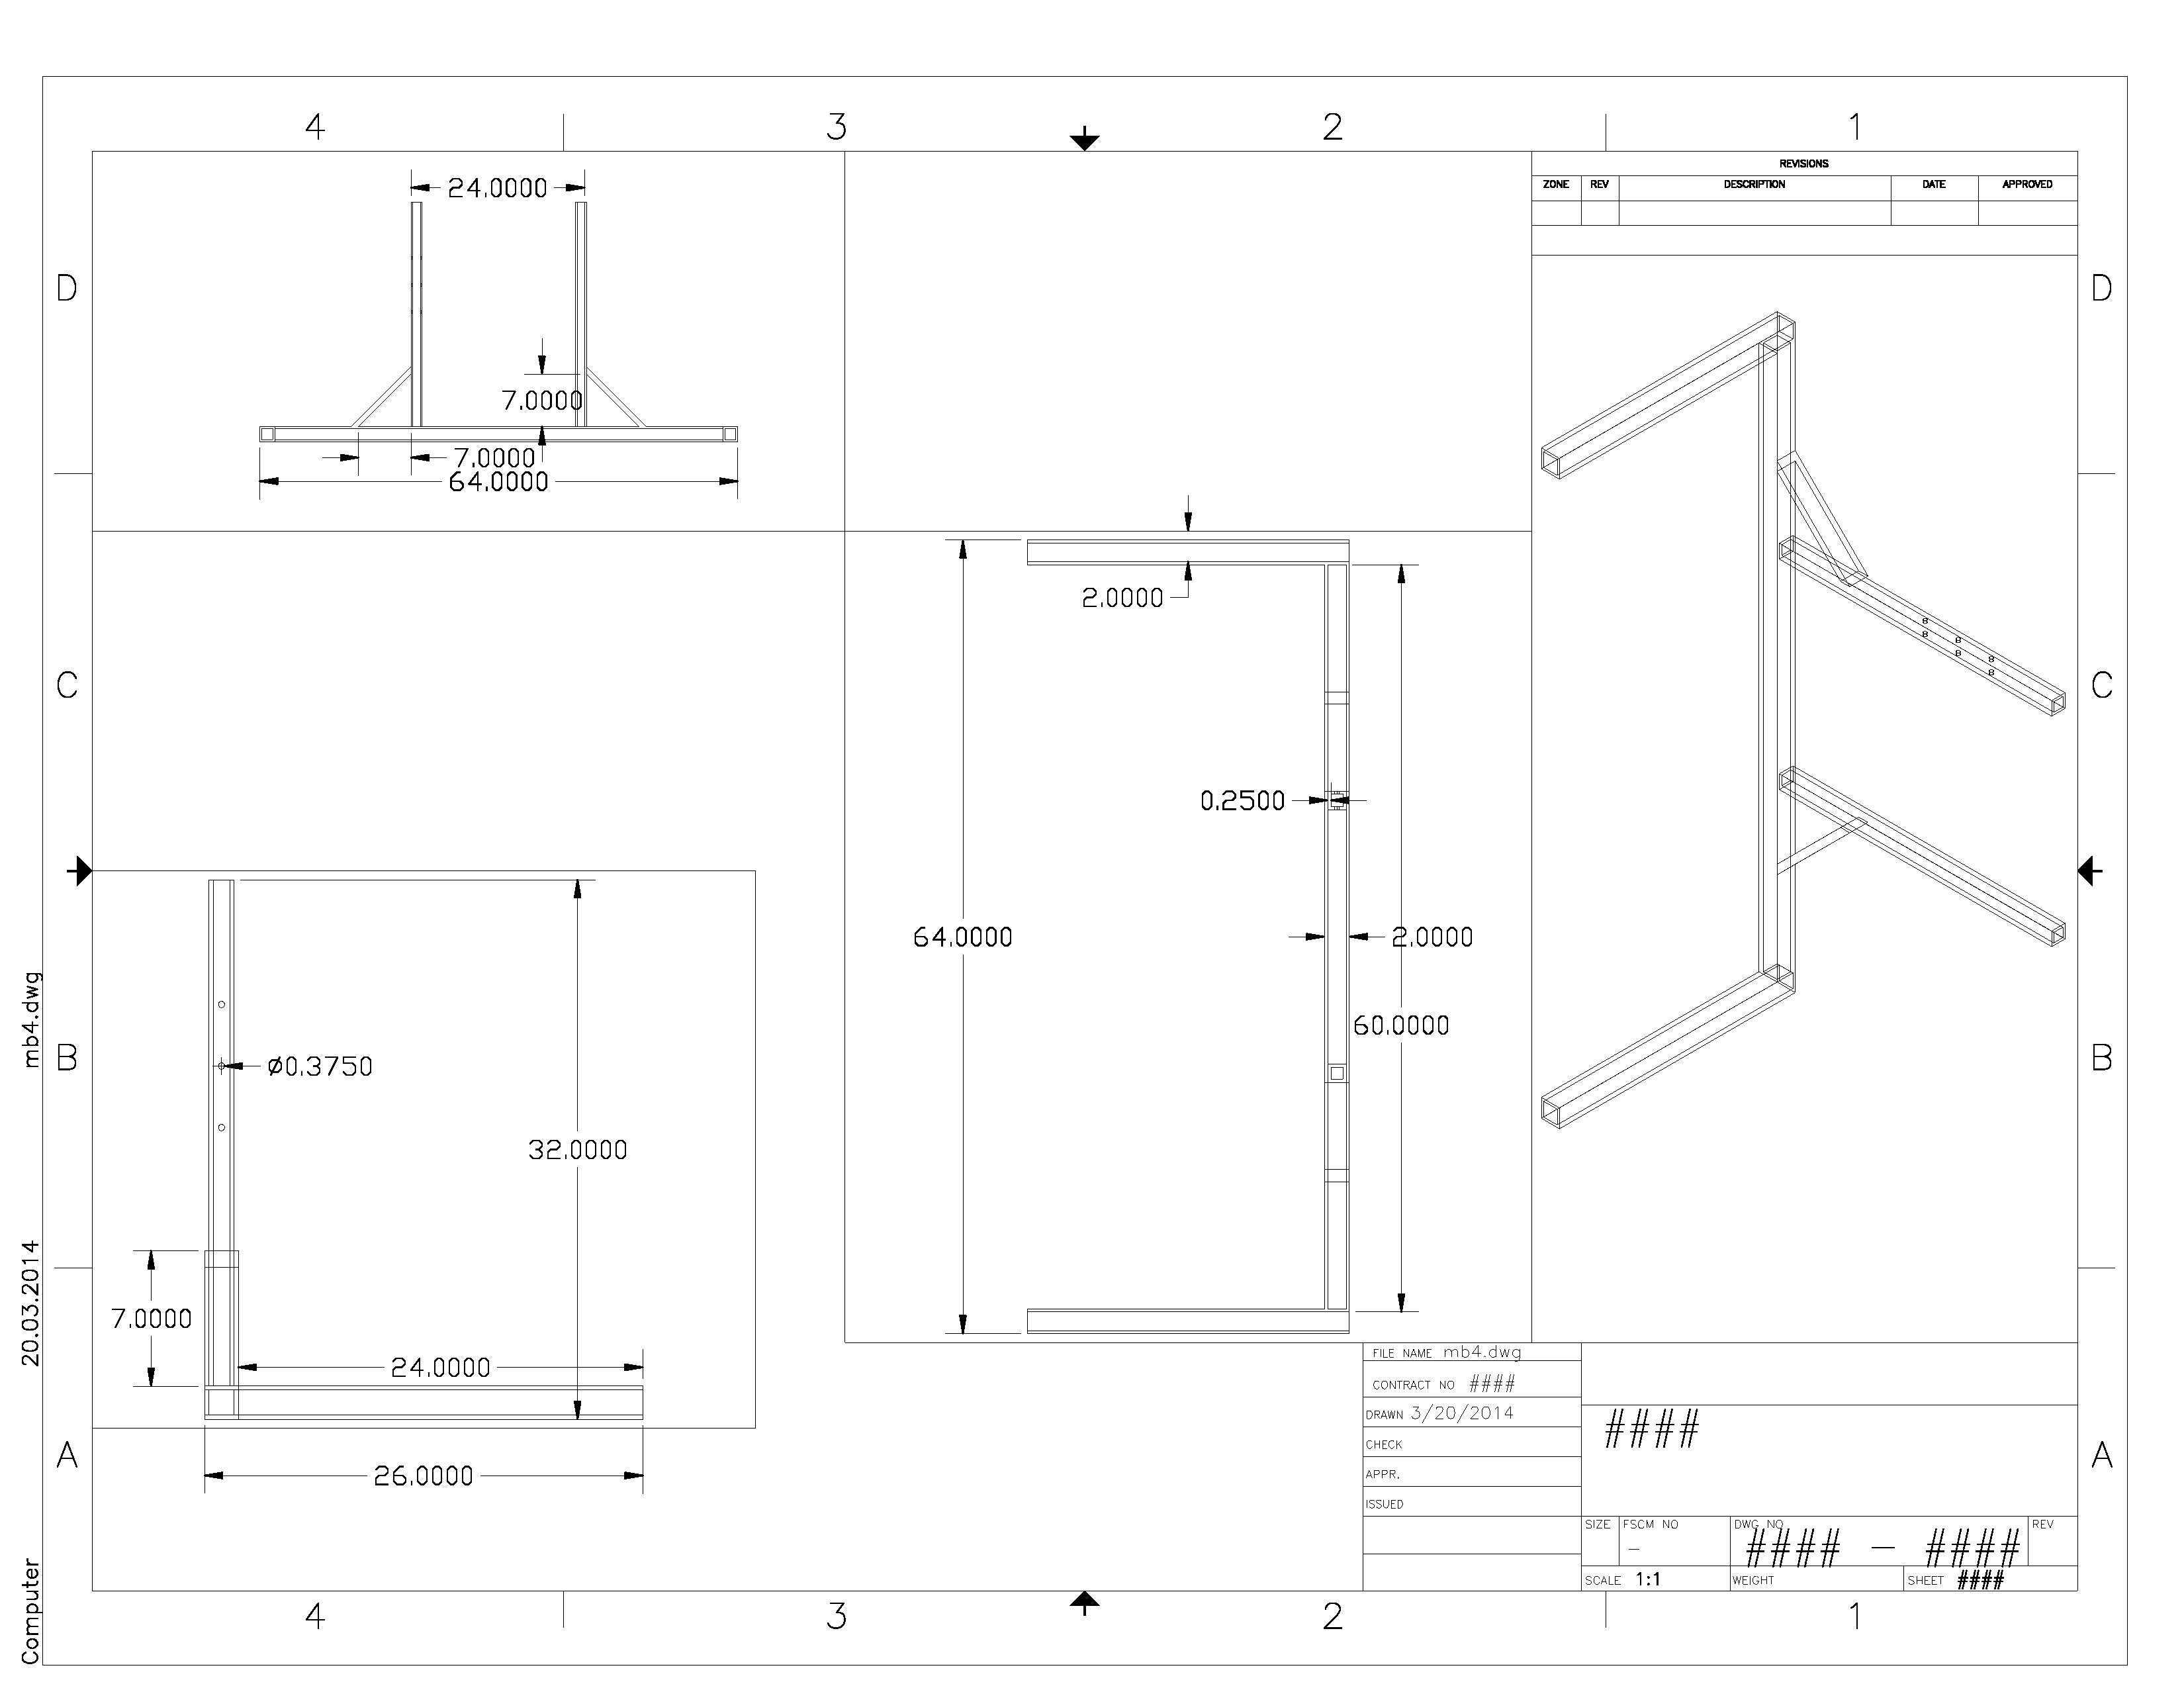 4 3 2 1
REVISIONS
ZONE REV DESCRIPTION DATE APPROVED
24.0000
D D
7.0000
7.0000
64.0000
2.0000
C C
0.2500
64.0000
2.0000
60.0000
mb4.dwg
B B
Ø0.3750
32.0000
20.03.2014
7.0000
24.0000
26.0000
A A
FILE NAME mb4.dwg
CONTRACT NO ####
DRAWN 3/20/2014
CHECK
APPR.
ISSUED
####
SIZE FSCM NO DWG NO REV
- #### - ####
SCALE 1:1 WEIGHT SHEET ####
Computer
4 3 2 1